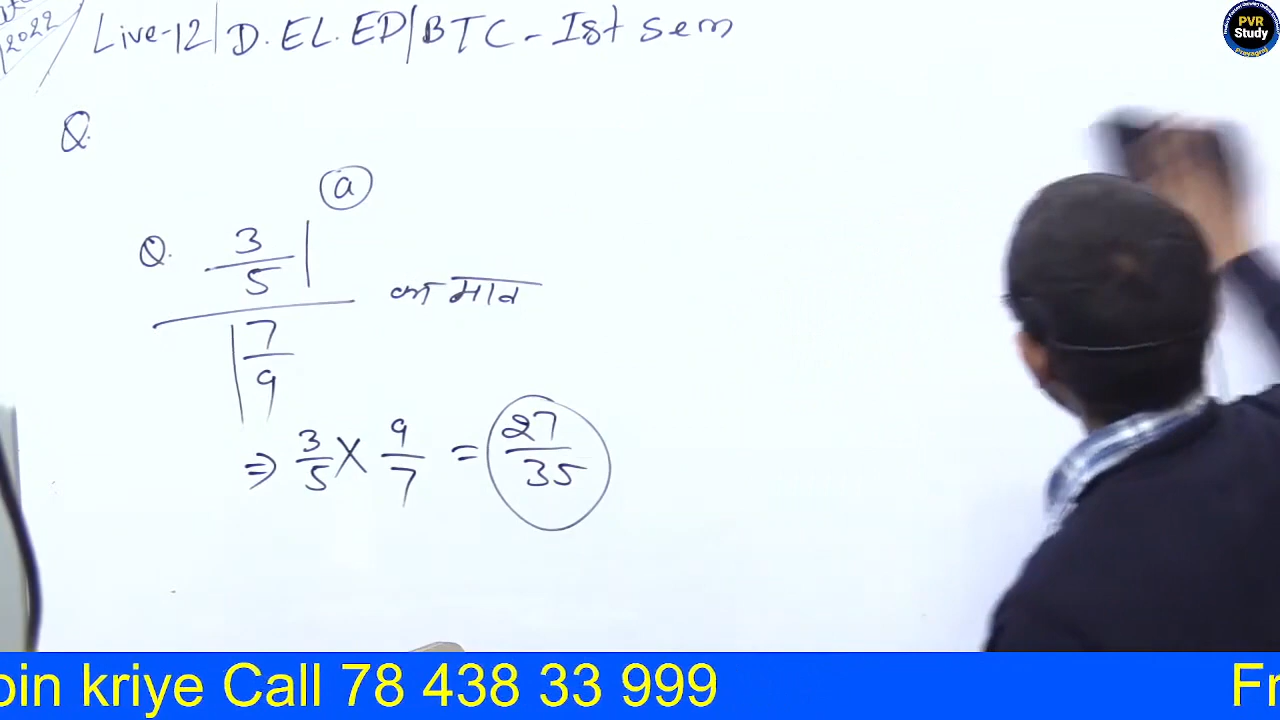 2022 / Live-12 | D. EL. ED / BTC - Ist Sem
PVR
Study
Prayagraj
Q.
a
Q. 3/5 / 7/9 का मान
⇒ 3/5 × 9/7 = 27/35
oin kriye Call 78 438 33 999
Fr